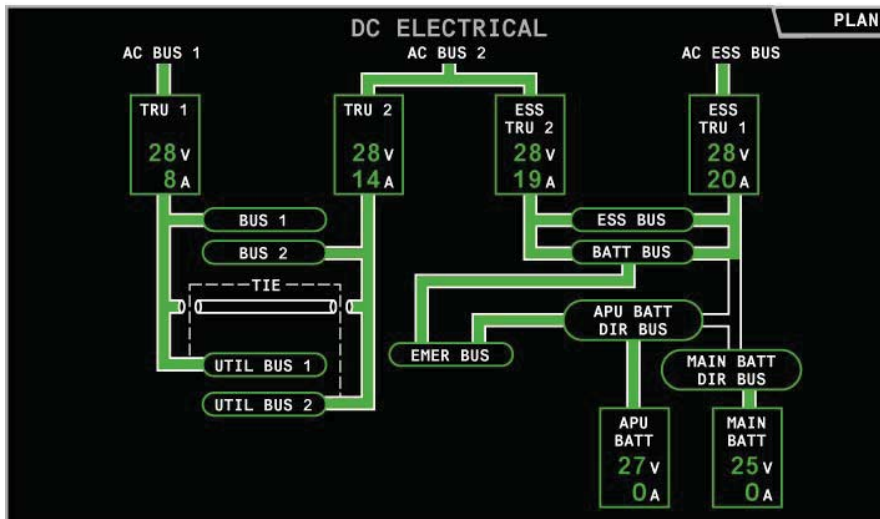 DC ELECTRICAL
PLAN
AC BUS 1
AC BUS 2
AC ESS BUS
TRU 1
28 V
8 A
TRU 2
28 V
14 A
ESS
TRU 2
28 V
19 A
ESS
TRU 1
28 V
20 A
BUS 1
BUS 2
ESS BUS
BATT BUS
TIE
APU BATT
DIR BUS
EMER BUS
MAIN BATT
DIR BUS
UTIL BUS 1
UTIL BUS 2
APU
BATT
27 V
0 A
MAIN
BATT
25 V
0 A